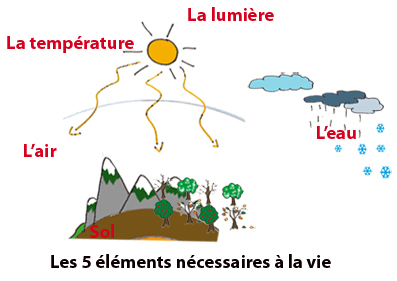 La lumière
La température
L'eau
L'air
Sol
Les 5 éléments nécessaires à la vie